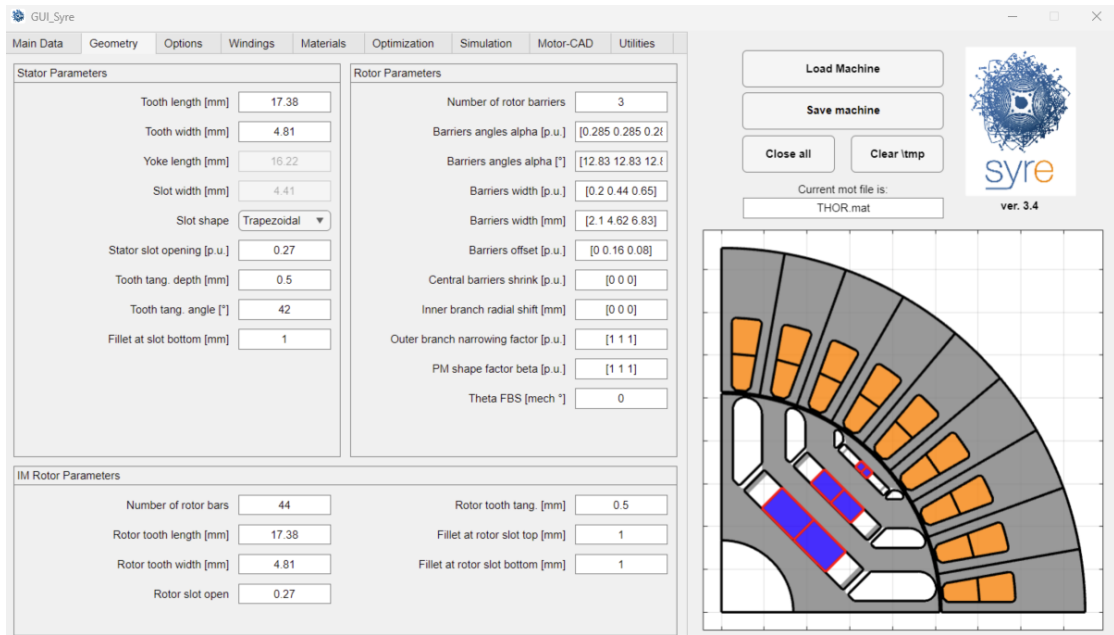 GUI_Syre
Main Data Geometry Options Windings Materials Optimization Simulation Motor-CAD Utilities
Stator Parameters
Tooth length [mm] 17.38
Tooth width [mm] 4.81
Yoke length [mm] 16.22
Slot width [mm] 4.41
Slot shape Trapezoidal
Stator slot opening [p.u.] 0.27
Tooth tang. depth [mm] 0.5
Tooth tang. angle [°] 42
Fillet at slot bottom [mm] 1
Rotor Parameters
Number of rotor barriers 3
Barriers angles alpha [p.u.] [0.285 0.285 0.28
Barriers angles alpha [°] [12.83 12.83 12.8
Barriers width [p.u.] [0.2 0.44 0.65]
Barriers width [mm] [2.1 4.62 6.83]
Barriers offset [p.u.] [0 0.16 0.08]
Central barriers shrink [p.u.] [0 0 0]
Inner branch radial shift [mm] [0 0 0]
Outer branch narrowing factor [p.u.] [1 1 1]
PM shape factor beta [p.u.] [1 1 1]
Theta FBS [mech °] 0
IM Rotor Parameters
Number of rotor bars 44
Rotor tooth length [mm] 17.38
Rotor tooth width [mm] 4.81
Rotor slot open 0.27
Rotor tooth tang. [mm] 0.5
Fillet at rotor slot top [mm] 1
Fillet at rotor slot bottom [mm] 1
Load Machine
Save machine
Close all Clear \tmp
Current mot file is:
THOR.mat
syre
ver. 3.4